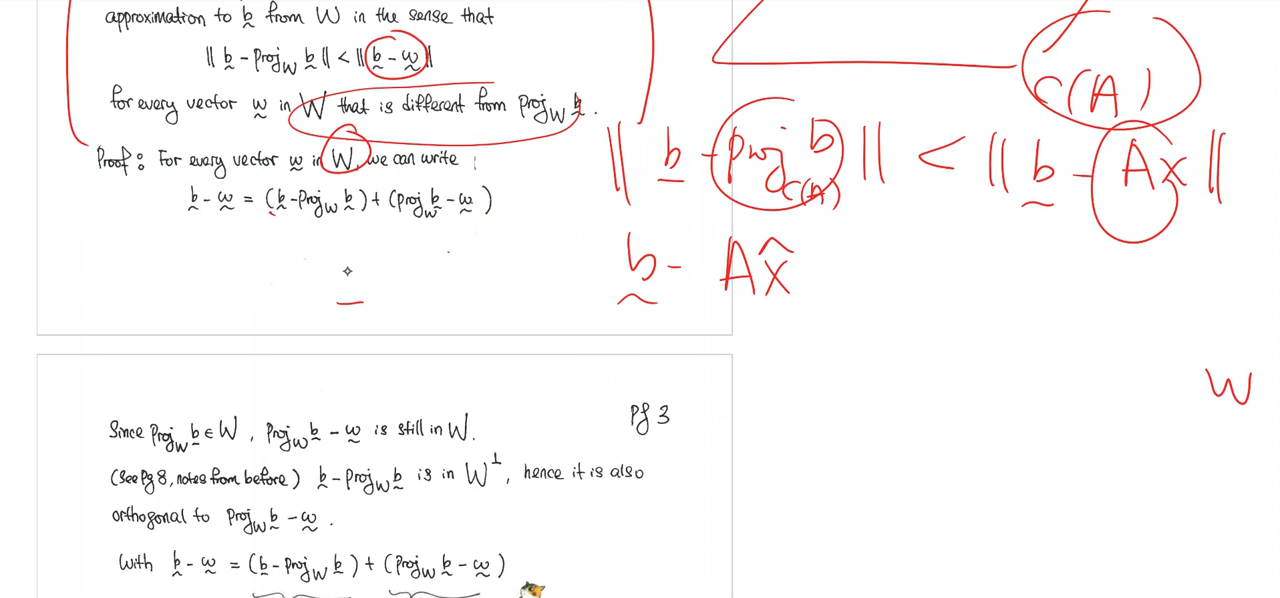 approximation to b from W in the sense that
‖ b - Proj_W b ‖ < ‖ b - w ‖
for every vector w in W that is different from Proj_W b .
Proof : For every vector w in W, we can write :
b - w = (b - Proj_W b) + (Proj_W b - w)
C(A)
‖ b - proj_C(A) b ‖ < ‖ b - Ax ‖
b - Ax̂
W
Pg 3
Since Proj_W b ∈ W , Proj_W b - w is still in W.
(See Pg 8, notes from before) b - Proj_W b is in W^⊥ , hence it is also
orthogonal to Proj_W b - w .
With b - w = (b - Proj_W b) + (Proj_W b - w)